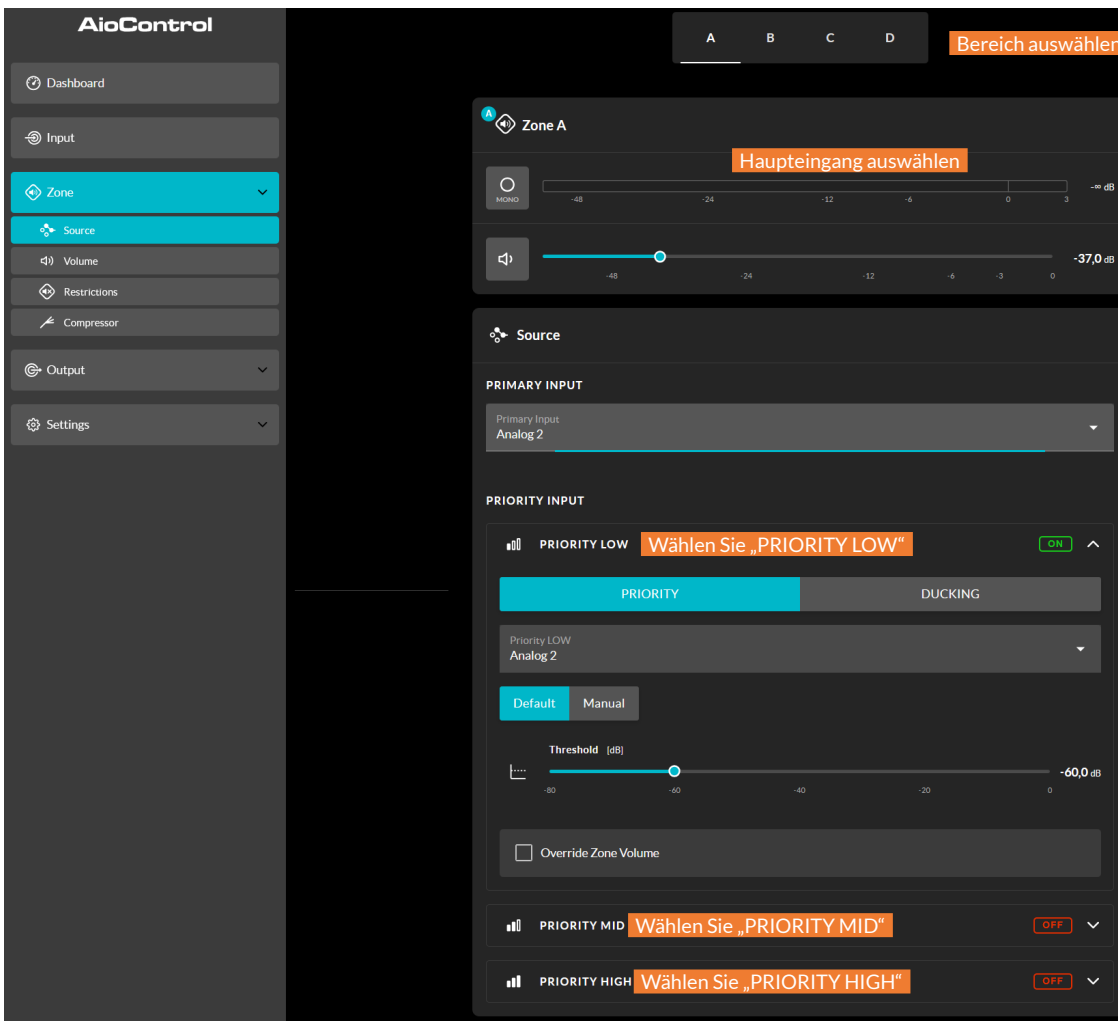 AioControl
A B C D
Bereich auswählen
Dashboard
Input
Zone
Source
Volume
Restrictions
Compressor
Output
Settings
A
Zone A
Haupteingang auswählen
MONO
-48 -24 -12 -6 0 3
-∞ dB
-37,0 dB
-48 -24 -12 -6 -3 0
Source
PRIMARY INPUT
Primary Input
Analog 2
PRIORITY INPUT
PRIORITY LOW Wählen Sie „PRIORITY LOW“ ON
PRIORITY DUCKING
Priority LOW
Analog 2
Default Manual
Threshold [dB]
-60,0 dB
-80 -60 -40 -20 0
Override Zone Volume
PRIORITY MID Wählen Sie „PRIORITY MID“ OFF
PRIORITY HIGH Wählen Sie „PRIORITY HIGH“ OFF